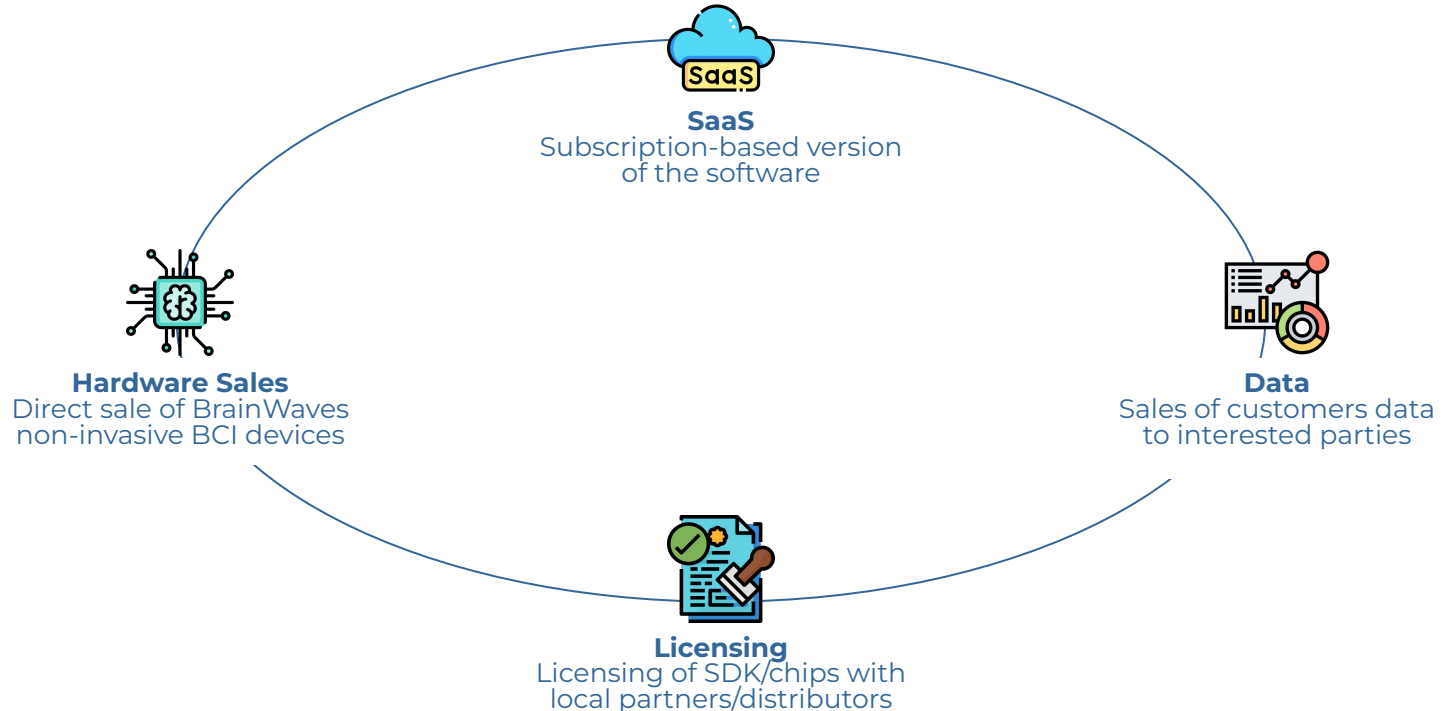 SaaS
SaaS
Subscription-based version
of the software
Hardware Sales
Direct sale of BrainWaves
non-invasive BCI devices
Data
Sales of customers data
to interested parties
Licensing
Licensing of SDK/chips with
local partners/distributors